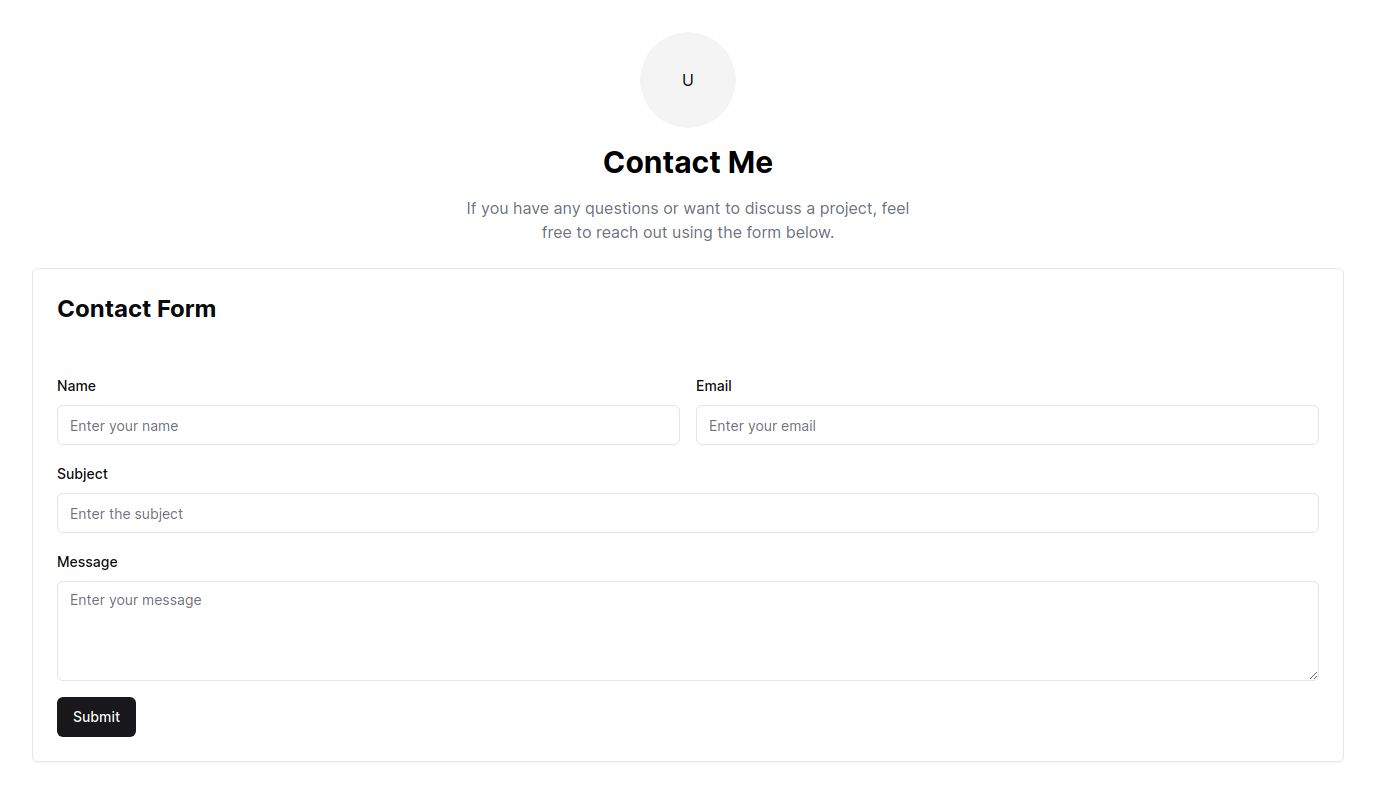 U
Contact Me
If you have any questions or want to discuss a project, feel
free to reach out using the form below.
Contact Form
Name
Email
Enter your name
Enter your email
Subject
Enter the subject
Message
Enter your message
Submit